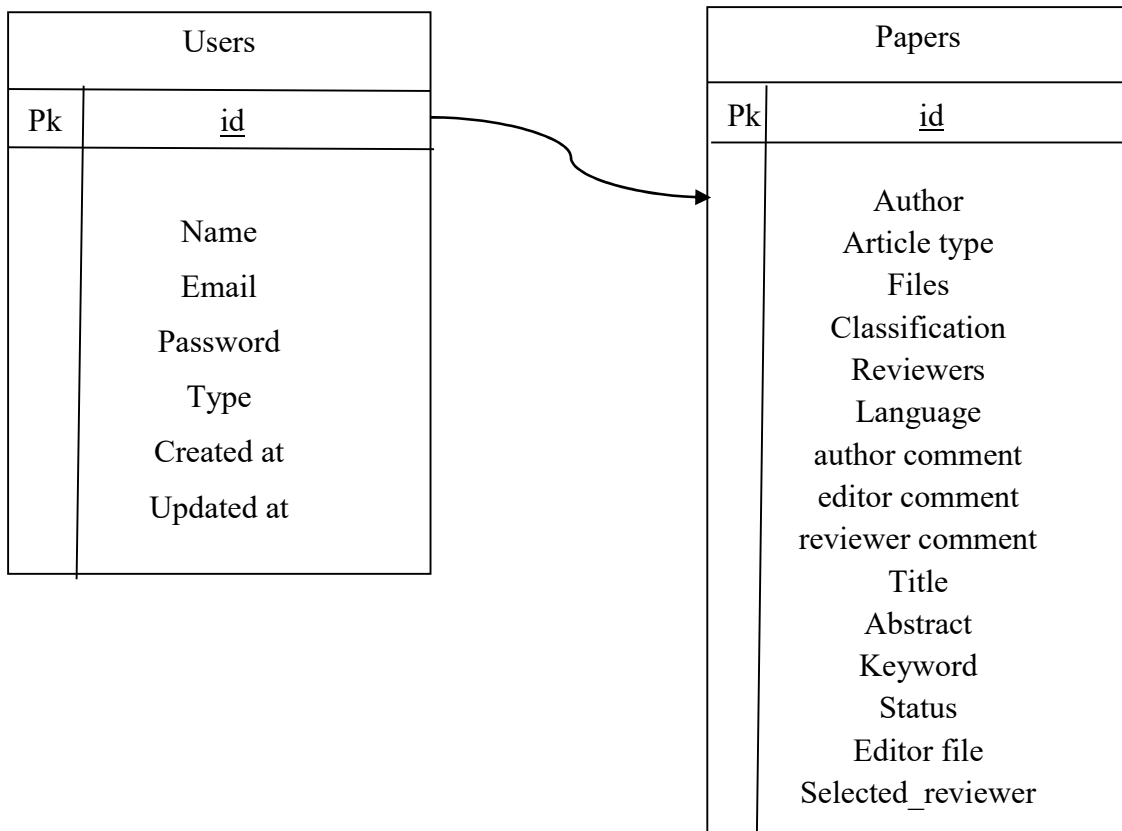 Users
Pk id
Name
Email
Password
Type
Created at
Updated at
Papers
Pk id
Author
Article type
Files
Classification
Reviewers
Language
author comment
editor comment
reviewer comment
Title
Abstract
Keyword
Status
Editor file
Selected_reviewer